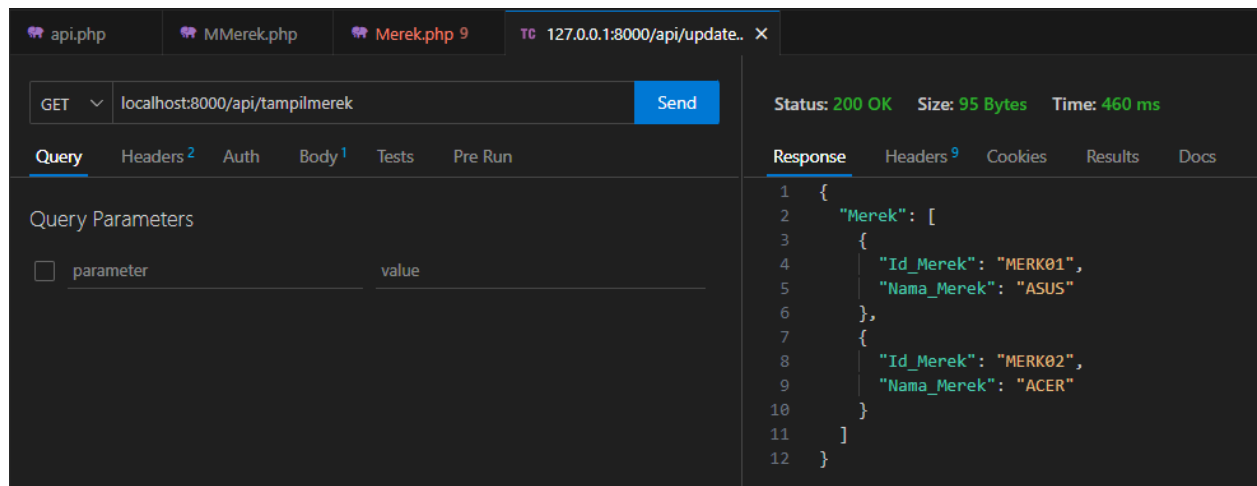 api.php MMerek.php Merek.php 9 TC 127.0.0.1:8000/api/update..
GET localhost:8000/api/tampilmerek Send
Query Headers 2 Auth Body 1 Tests Pre Run
Query Parameters
parameter value
Status: 200 OK Size: 95 Bytes Time: 460 ms
Response Headers 9 Cookies Results Docs
1 {
2 "Merek": [
3 {
4 "Id_Merek": "MERK01",
5 "Nama_Merek": "ASUS"
6 },
7 {
8 "Id_Merek": "MERK02",
9 "Nama_Merek": "ACER"
10 }
11 ]
12 }